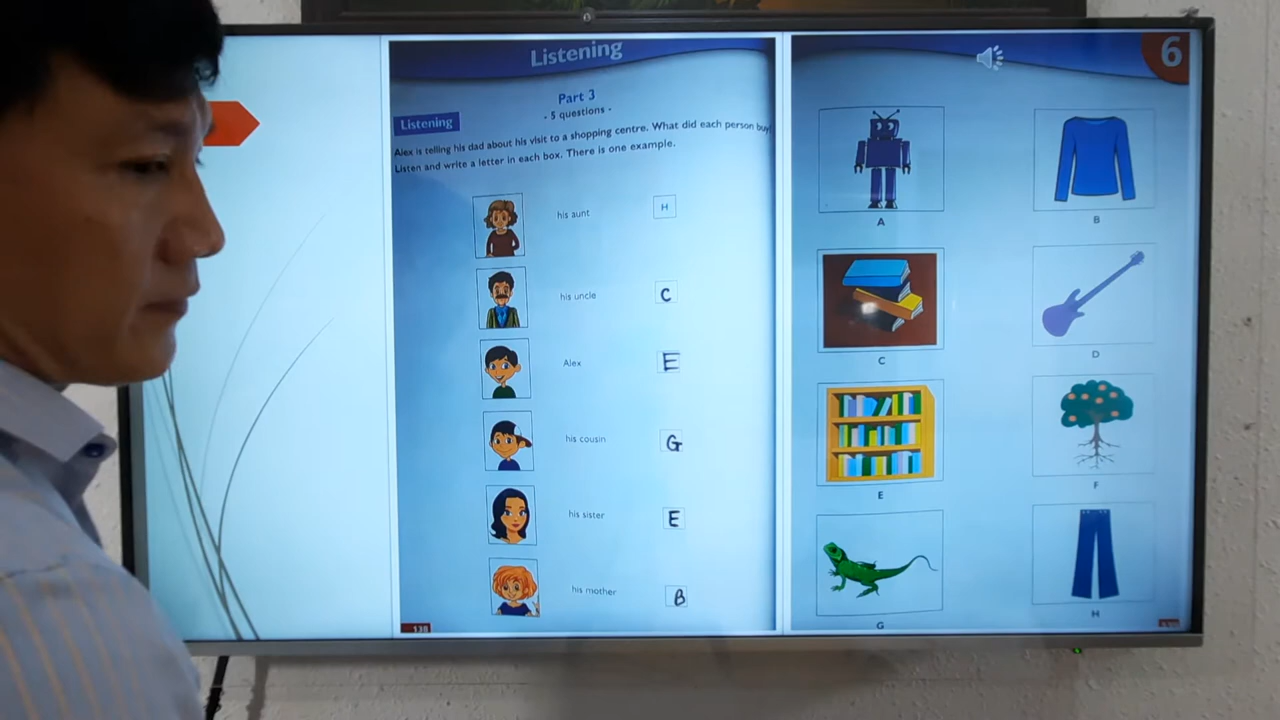 Listening
Part 3
- 5 questions -
Listening
Alex is telling his dad about his visit to a shopping centre. What did each person buy
Listen and write a letter in each box. There is one example.
his aunt
H
his uncle
C
Alex
E
his cousin
G
his sister
E
his mother
B
138
6
A
B
C
D
E
F
G
H